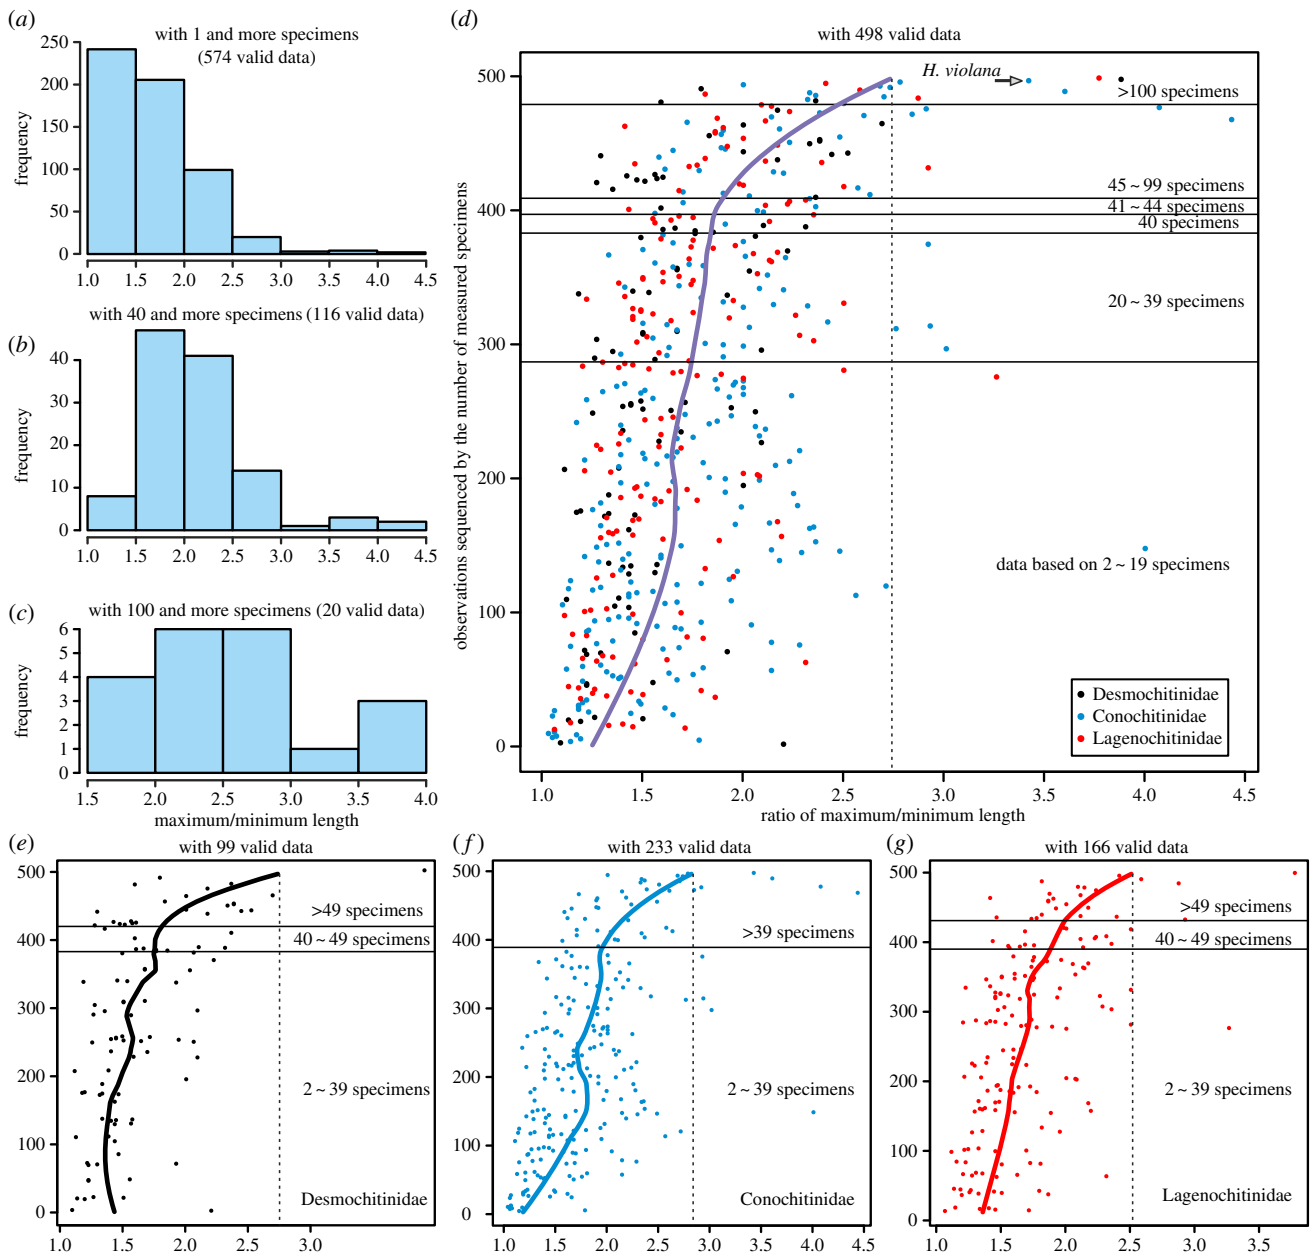 (a)
with 1 and more specimens
(574 valid data)
frequency
250
200
150
100
50
0
1.0 1.5 2.0 2.5 3.0 3.5 4.0 4.5
(b)
with 40 and more specimens (116 valid data)
frequency
40
30
20
10
0
1.0 1.5 2.0 2.5 3.0 3.5 4.0 4.5
(c)
with 100 and more specimens (20 valid data)
frequency
6
5
4
3
2
1
0
1.5 2.0 2.5 3.0 3.5 4.0
maximum/minimum length
(d)
with 498 valid data
observations sequenced by the number of measured specimens
500
400
300
200
100
0
H. violana
>100 specimens
45 ~ 99 specimens
41 ~ 44 specimens
40 specimens
20 ~ 39 specimens
data based on 2 ~ 19 specimens
Desmochitinidae
Conochitinidae
Lagenochitinidae
1.0 1.5 2.0 2.5 3.0 3.5 4.0 4.5
ratio of maximum/minimum length
(e)
with 99 valid data
500
400
300
200
100
0
>49 specimens
40 ~ 49 specimens
2 ~ 39 specimens
Desmochitinidae
1.0 1.5 2.0 2.5 3.0
(f)
with 233 valid data
500
400
300
200
100
0
>39 specimens
2 ~ 39 specimens
Conochitinidae
1.0 1.5 2.0 2.5 3.0 3.5 4.0 4.5
(g)
with 166 valid data
500
400
300
200
100
0
>49 specimens
40 ~ 49 specimens
2 ~ 39 specimens
Lagenochitinidae
1.0 1.5 2.0 2.5 3.0 3.5